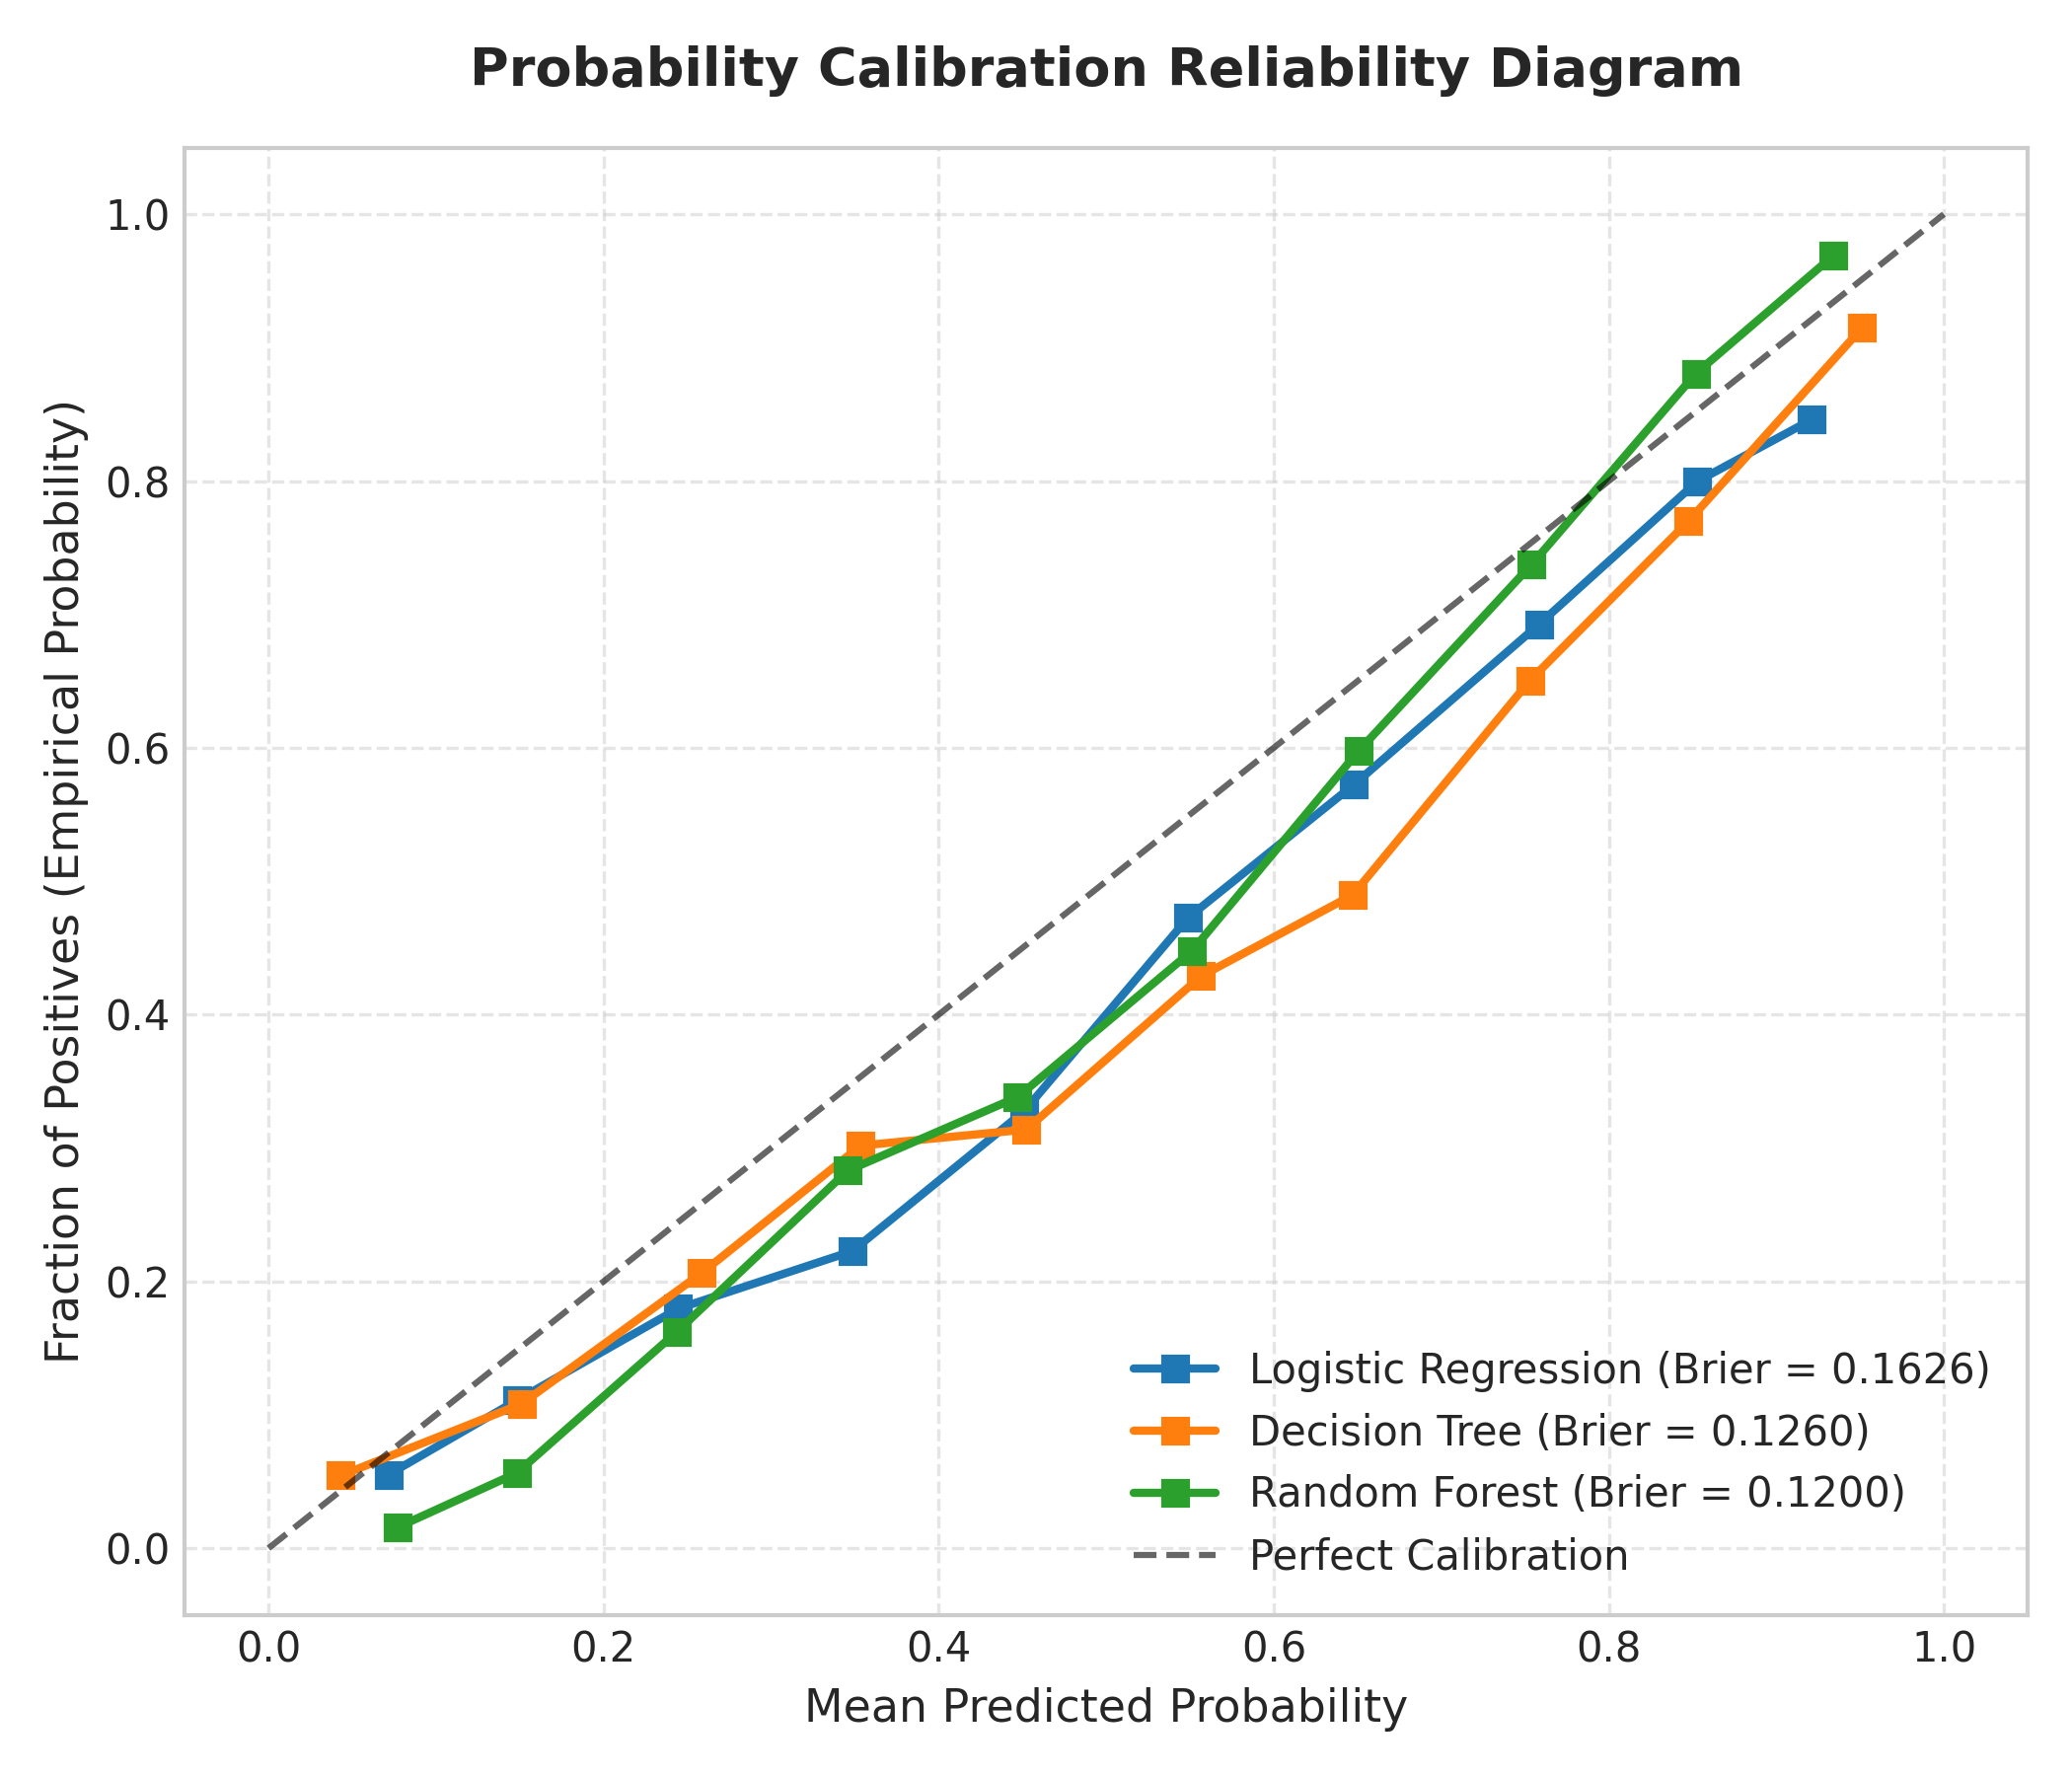 Probability Calibration Reliability Diagram
Fraction of Positives (Empirical Probability)
1.0
0.8
0.6
0.4
0.2
0.0
Logistic Regression (Brier = 0.1626)
Decision Tree (Brier = 0.1260)
Random Forest (Brier = 0.1200)
Perfect Calibration
0.0 0.2 0.4 0.6 0.8 1.0
Mean Predicted Probability